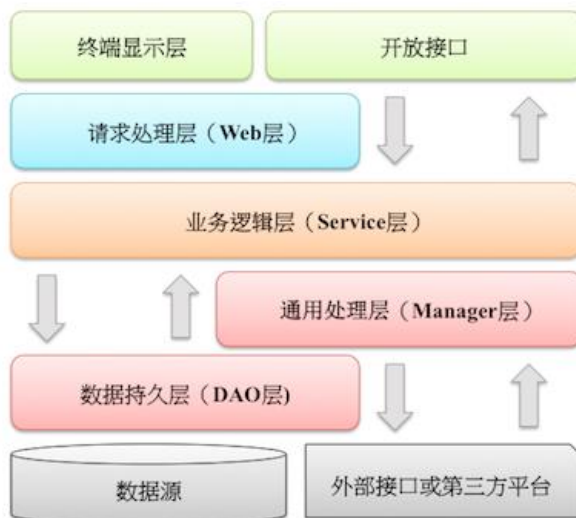 终端显示层
开放接口
请求处理层（Web层）
业务逻辑层（Service层）
通用处理层（Manager层）
数据持久层（DAO层)
数据源
外部接口或第三方平台